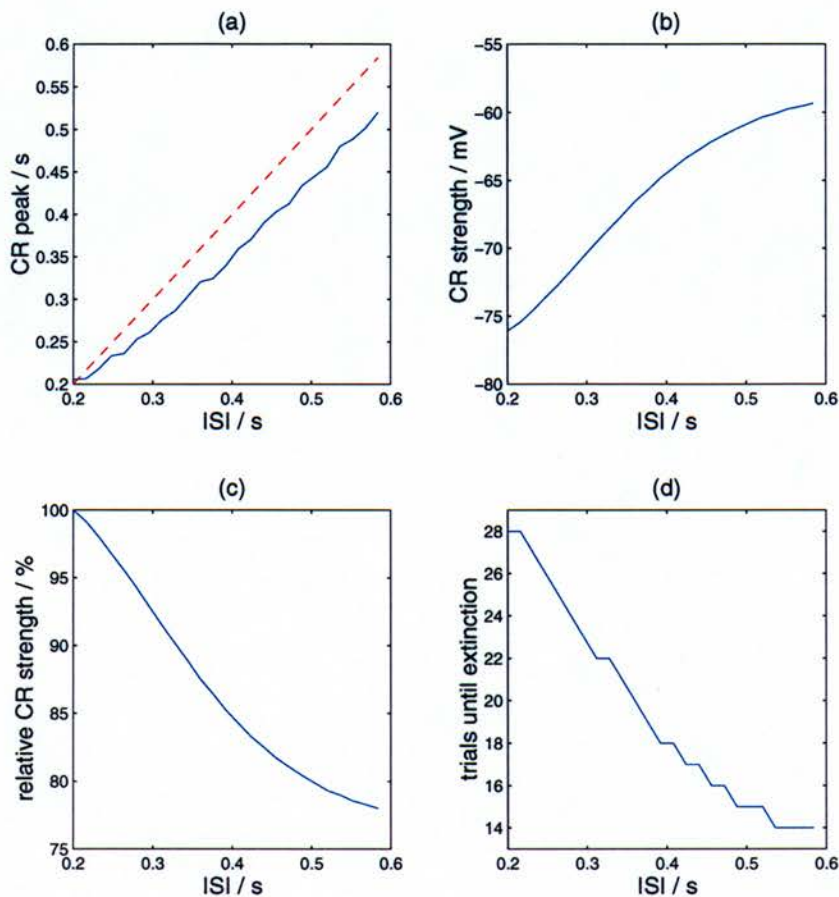 (a)
CR peak / s
0.6
0.55
0.5
0.45
0.4
0.35
0.3
0.25
0.2
0.2 0.3 0.4 0.5 0.6
ISI / s
(b)
CR strength / mV
−55
−60
−65
−70
−75
−80
0.2 0.3 0.4 0.5 0.6
ISI / s
(c)
relative CR strength / %
100
95
90
85
80
75
0.2 0.3 0.4 0.5 0.6
ISI / s
(d)
trials until extinction
28
26
24
22
20
18
16
14
0.2 0.3 0.4 0.5 0.6
ISI / s